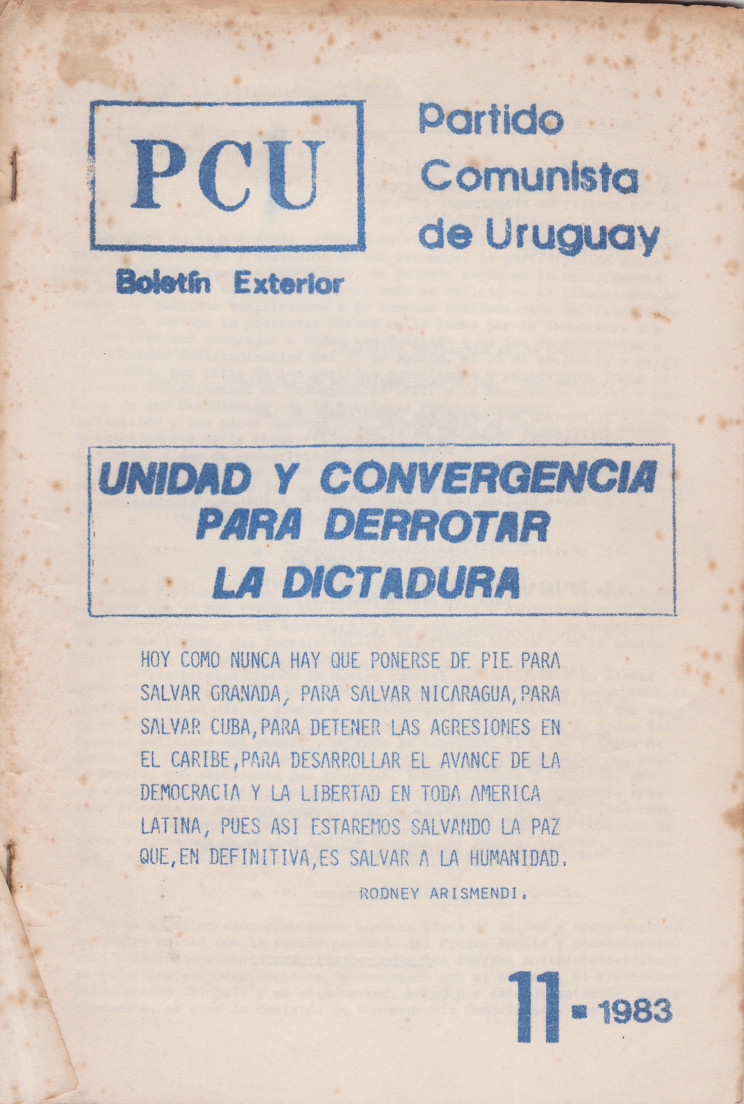 PCU
Partido
Comunista
de Uruguay
Boletín Exterior
UNIDAD Y CONVERGENCIA
PARA DERROTAR
LA DICTADURA
HOY COMO NUNCA HAY QUE PONERSE DE PIE PARA
SALVAR GRANADA, PARA SALVAR NICARAGUA,PARA
SALVAR CUBA,PARA DETENER LAS AGRESIONES EN
EL CARIBE,PARA DESARROLLAR EL AVANCE DE LA
DEMOCRACIA Y LA LIBERTAD EN TODA AMERICA
LATINA, PUES ASI ESTAREMOS SALVANDO LA PAZ
QUE,EN DEFINITIVA,ES SALVAR A LA HUMANIDAD.
RODNEY ARISMENDI.
11 ▪ 1983